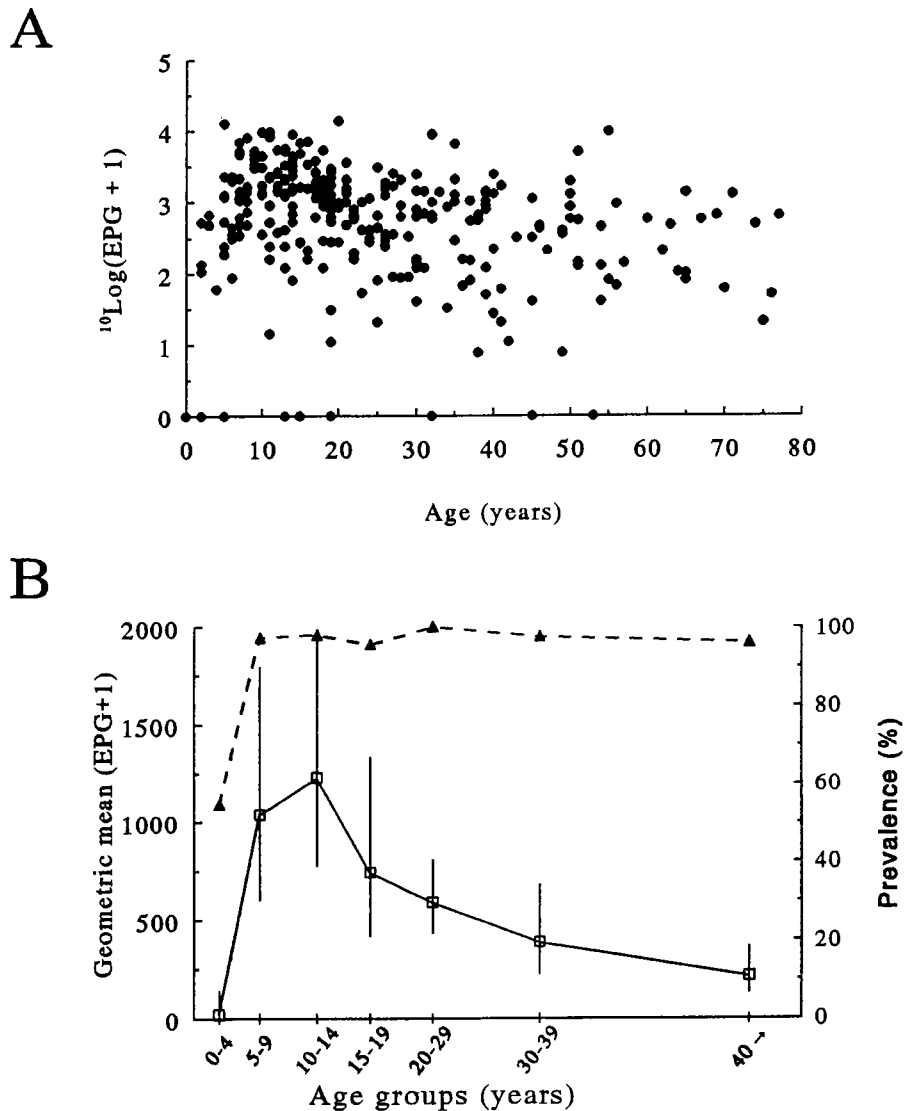 A
5
4
3
2
1
0
¹⁰Log(EPG + 1)
0 10 20 30 40 50 60 70 80
Age (years)
B
2000
1500
1000
500
0
Geometric mean (EPG+1)
100
80
60
40
20
0
Prevalence (%)
0-4 5-9 10-14 15-19 20-29 30-39 40→
Age groups (years)